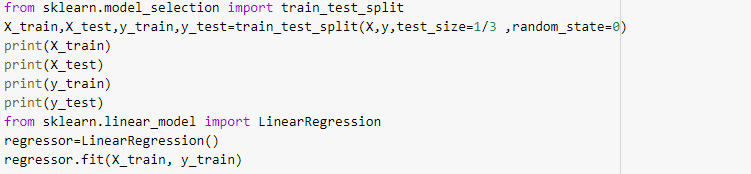 from sklearn.model_selection import train_test_split
X_train,X_test,y_train,y_test=train_test_split(X,y,test_size=1/3 ,random_state=0)
print(X_train)
print(X_test)
print(y_train)
print(y_test)
from sklearn.linear_model import LinearRegression
regressor=LinearRegression()
regressor.fit(X_train, y_train)